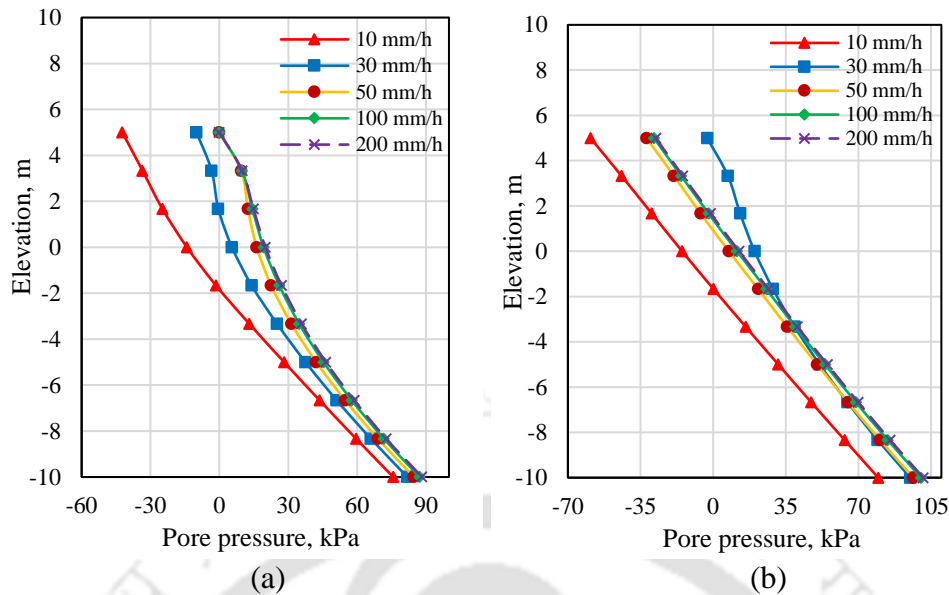 10
8
6
4
2
0
-2
-4
-6
-8
-10
Elevation, m
10 mm/h
30 mm/h
50 mm/h
100 mm/h
200 mm/h
-60 -30 0 30 60 90
Pore pressure, kPa
(a)
10
8
6
4
2
0
-2
-4
-6
-8
-10
Elevation, m
10 mm/h
30 mm/h
50 mm/h
100 mm/h
200 mm/h
-70 -35 0 35 70 105
Pore pressure, kPa
(b)